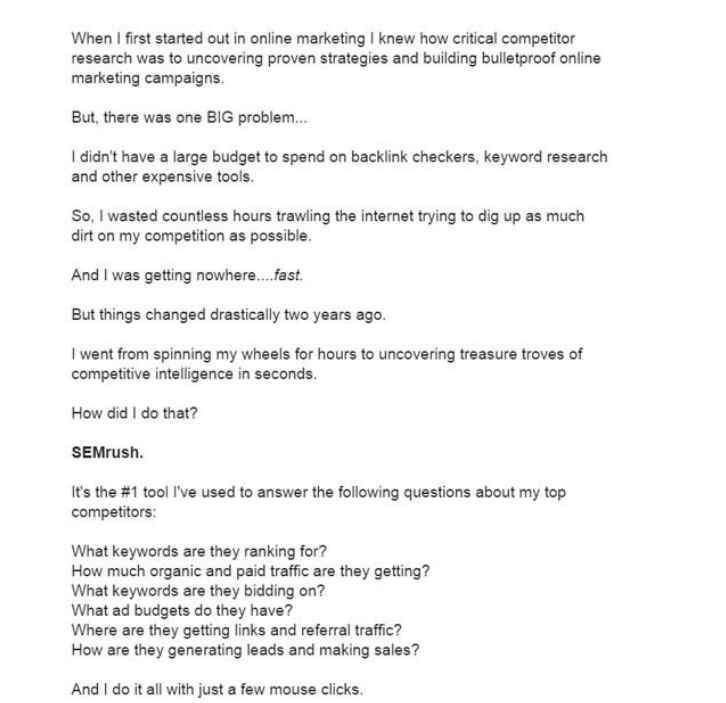 When I first started out in online marketing I knew how critical competitor
research was to uncovering proven strategies and building bulletproof online
marketing campaigns.
But, there was one BIG problem...
I didn't have a large budget to spend on backlink checkers, keyword research
and other expensive tools.
So, I wasted countless hours trawling the internet trying to dig up as much
dirt on my competition as possible.
And I was getting nowhere....fast.
But things changed drastically two years ago.
I went from spinning my wheels for hours to uncovering treasure troves of
competitive intelligence in seconds.
How did I do that?
SEMrush.
It's the #1 tool I've used to answer the following questions about my top
competitors:
What keywords are they ranking for?
How much organic and paid traffic are they getting?
What keywords are they bidding on?
What ad budgets do they have?
Where are they getting links and referral traffic?
How are they generating leads and making sales?
And I do it all with just a few mouse clicks.